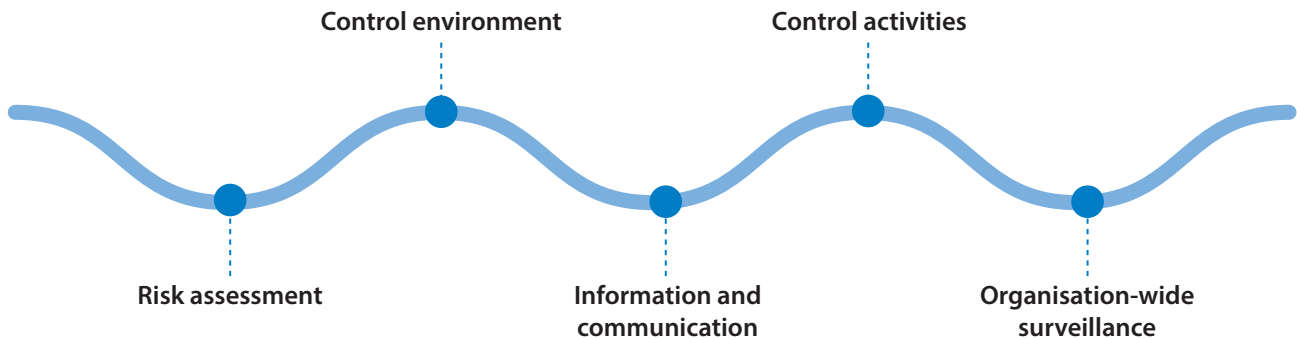 Control environment
Control activities
Risk assessment
Information and
communication
Organisation-wide
surveillance